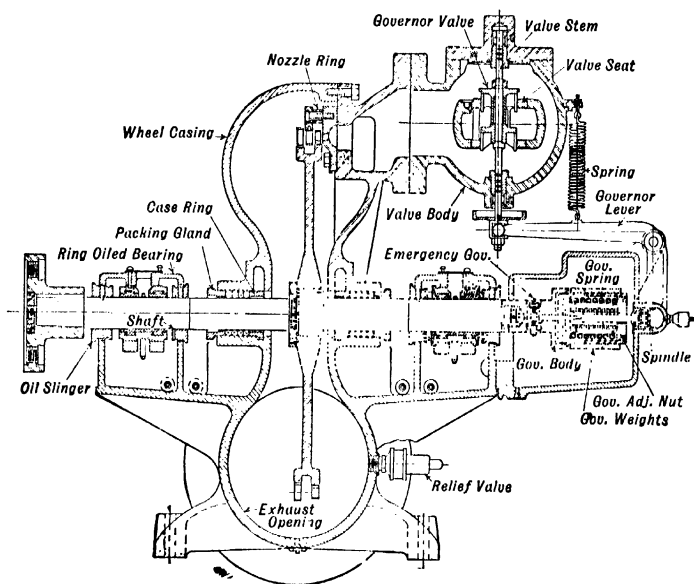 Governor Valve
Valve Stem
Nozzle Ring
Valve Seat
Wheel Casing
Spring
Governor
Lever
Valve Body
Case Ring
Packing Gland
Ring Oiled Bearing
Emergency Gov.
Gov.
Spring
Shaft
Oil Slinger
Gov. Body
Spindle
Gov. Adj. Nut
Gov. Weights
Relief Valve
Exhaust
Opening